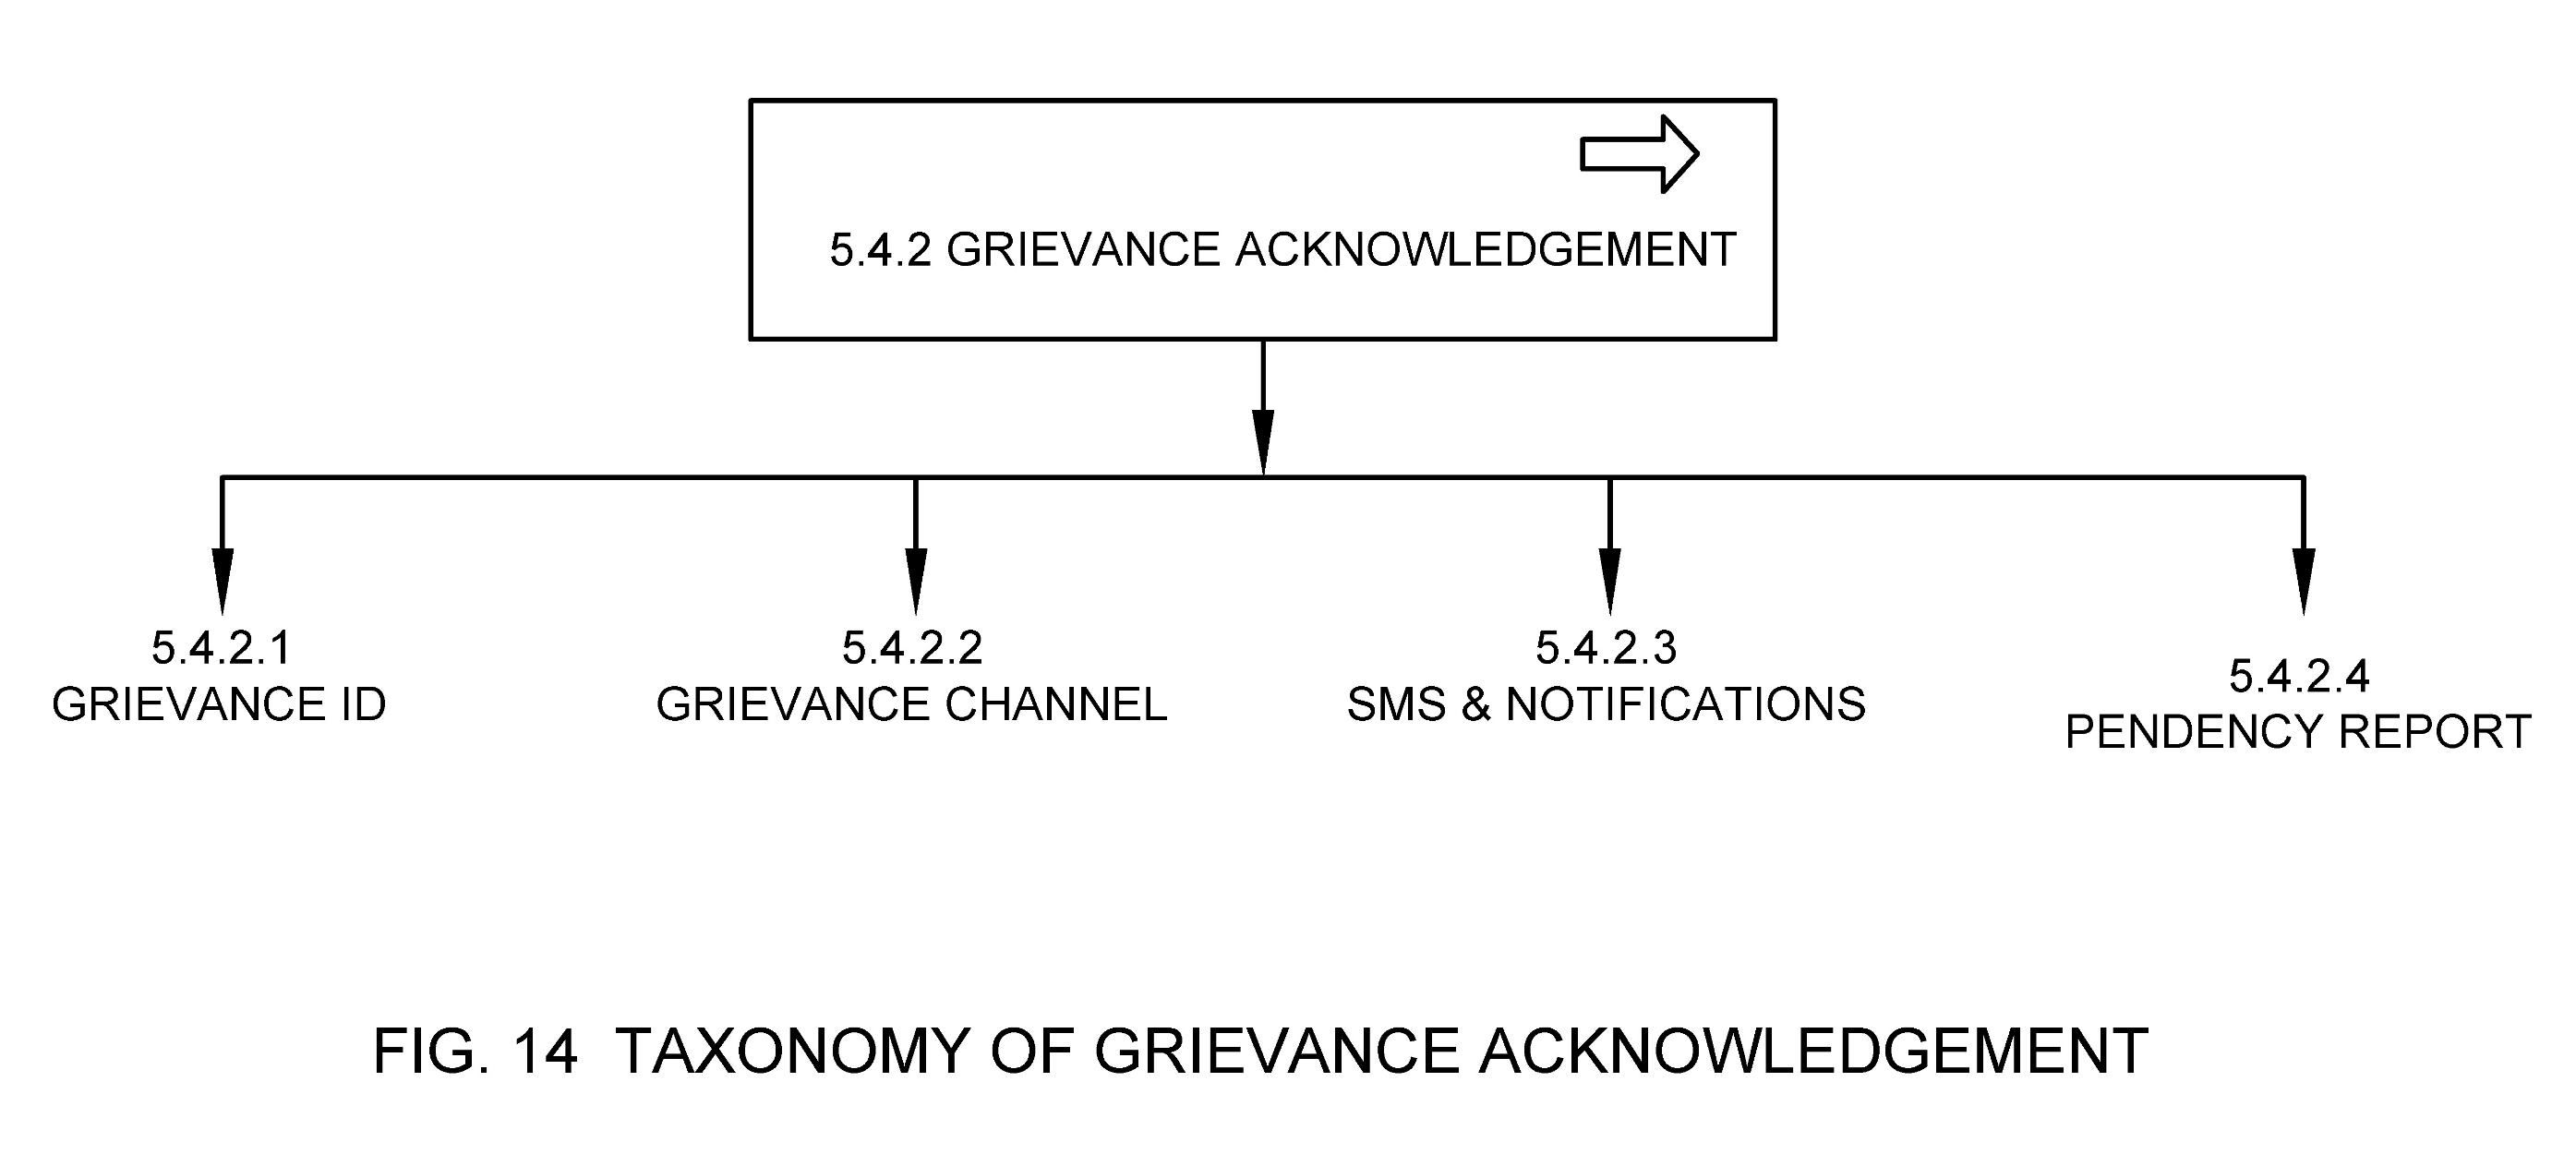 5.4.2 GRIEVANCE ACKNOWLEDGEMENT
5.4.2.1
GRIEVANCE ID
5.4.2.2
GRIEVANCE CHANNEL
5.4.2.3
SMS & NOTIFICATIONS
5.4.2.4
PENDENCY REPORT
FIG. 14 TAXONOMY OF GRIEVANCE ACKNOWLEDGEMENT